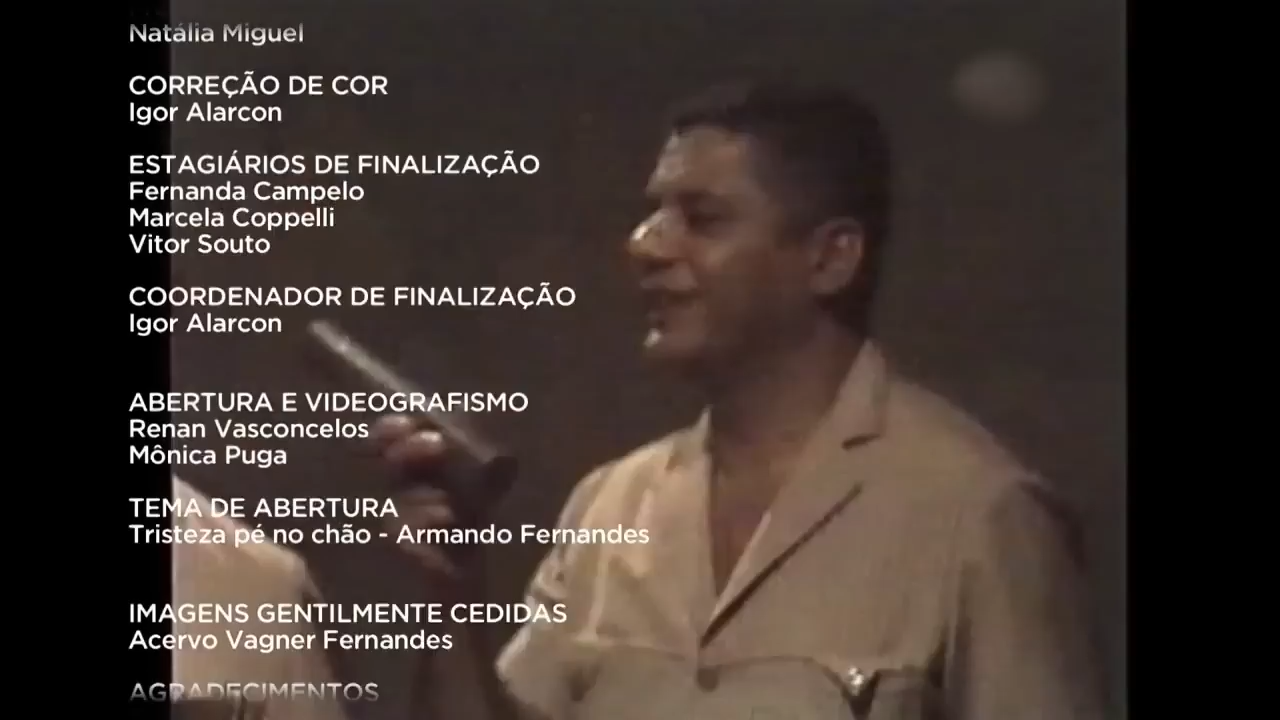 Natália Miguel
CORREÇÃO DE COR
Igor Alarcon
ESTAGIÁRIOS DE FINALIZAÇÃO
Fernanda Campelo
Marcela Coppelli
Vitor Souto
COORDENADOR DE FINALIZAÇÃO
Igor Alarcon
ABERTURA E VIDEOGRAFISMO
Renan Vasconcelos
Mônica Puga
TEMA DE ABERTURA
Tristeza pé no chão - Armando Fernandes
IMAGENS GENTILMENTE CEDIDAS
Acervo Vagner Fernandes
AGRADECIMENTOS